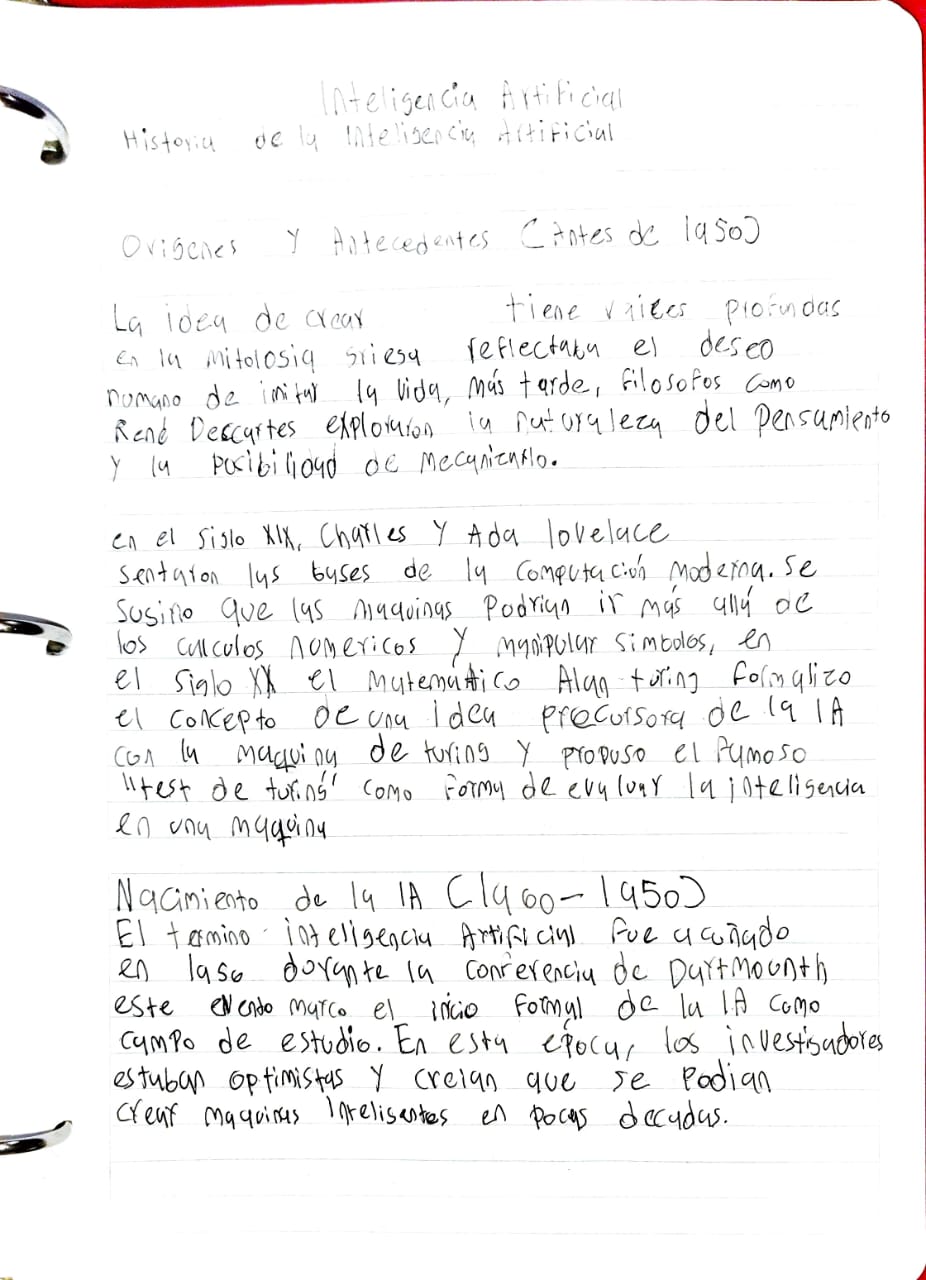 Inteligencia Artificial
Historia de la Inteligencia Artificial
Origenes y Antecedentes (Antes de 1950)
La idea de crear tiene raices profundas
en la mitologia griega reflectaba el deseo
humano de imitar la vida, más tarde, filosofos como
René Descartes exploraron la naturaleza del Pensamiento
y la posibilidad de mecanizarlo.
en el siglo XIX, Charles y Ada lovelace
sentaron las bases de la computación moderna. se
sugirio que las maquinas Podrian ir más allá de
los calculos numericos y manipular simbolos, en
el siglo XX el matemático Alan turing formalizo
el concepto de una idea precursora de la IA
con la maquina de turing y propuso el famoso
"test de turing" como forma de evaluar la inteligencia
en una maquina
Nacimiento de la IA (1960-1950)
El termino inteligencia Artificial fue acuñado
en 1956 durante la conferencia de Dartmounth
este marco el inicio formal de la IA como
campo de estudio. En esta época, los investigadores
estaban optimistas y creian que se Podian
crear maquinas Inteligentes en pocas decadas.